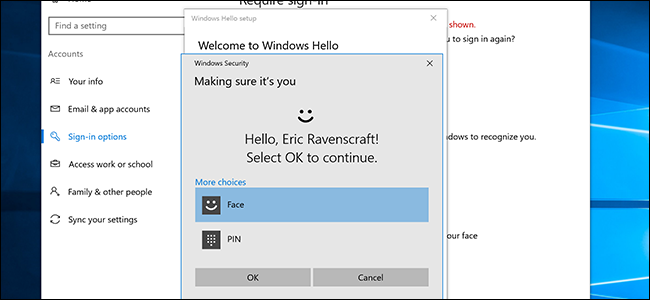 Require sign-in
Windows Hello setup
Find a setting
shown.
u to sign in again?
Accounts
Welcome to Windows Hello
Windows Security
Your info
Making sure it's you
Email & app accounts
Hello, Eric Ravenscraft!
Sign-in options
ndows to recognize you.
Select OK to continue.
Access work or school
More choices
Family & other people
Face
Sync your settings
our face
PIN
OK
Cancel